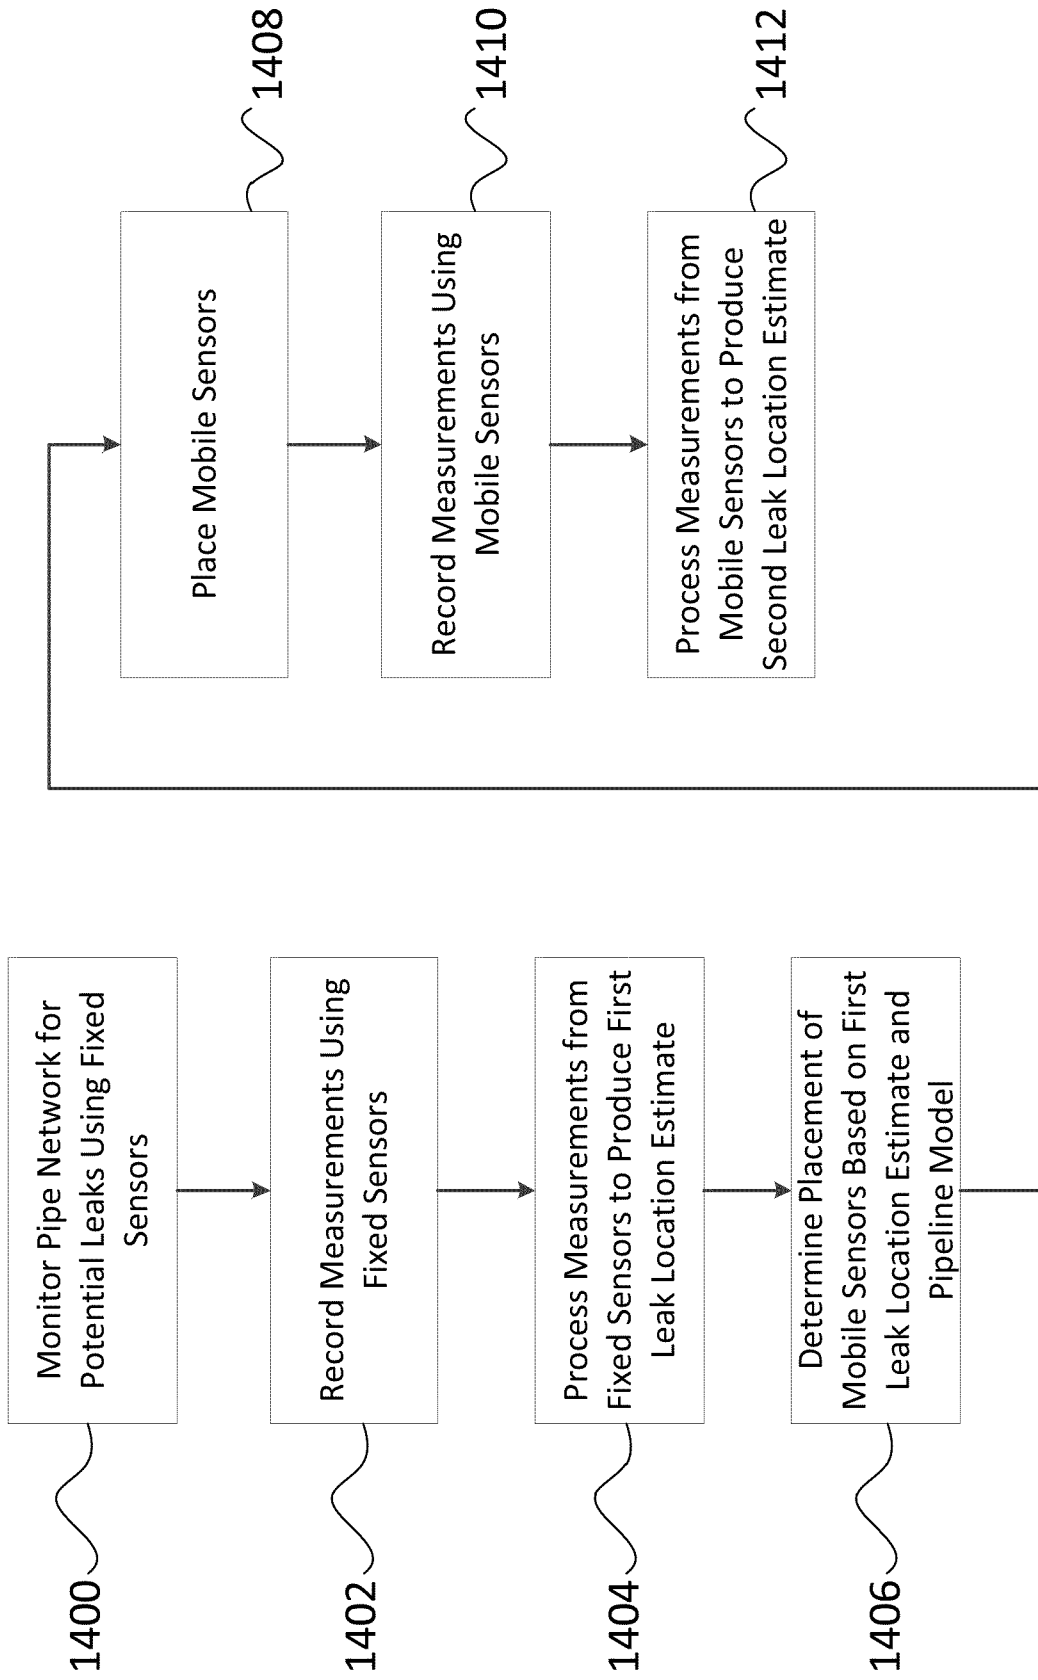 1400
Monitor Pipe Network for
Potential Leaks Using Fixed
Sensors
1402
Record Measurements Using
Fixed Sensors
1404
Process Measurements from
Fixed Sensors to Produce First
Leak Location Estimate
1406
Determine Placement of
Mobile Sensors Based on First
Leak Location Estimate and
Pipeline Model
Place Mobile Sensors
1408
Record Measurements Using
Mobile Sensors
1410
Process Measurements from
Mobile Sensors to Produce
Second Leak Location Estimate
1412